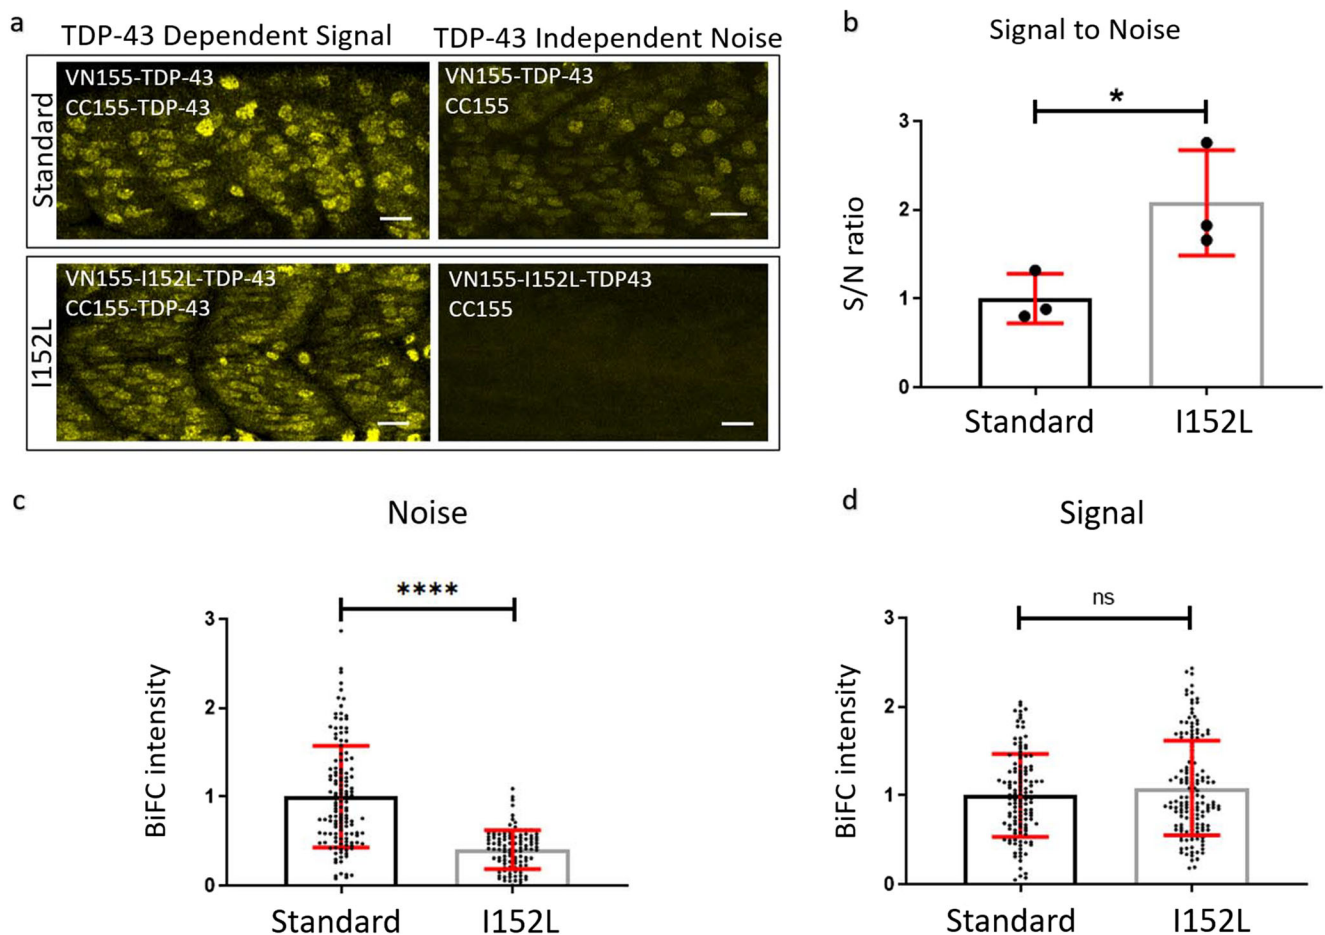 a
TDP-43 Dependent Signal
TDP-43 Independent Noise
Standard
VN155-TDP-43
CC155-TDP-43
VN155-TDP-43
CC155
I152L
VN155-I152L-TDP-43
CC155-TDP-43
VN155-I152L-TDP43
CC155
b
Signal to Noise
*
S/N ratio
3
2
1
0
Standard
I152L
c
Noise
****
BiFC intensity
3
2
1
0
Standard
I152L
d
Signal
ns
BiFC intensity
3
2
1
0
Standard
I152L